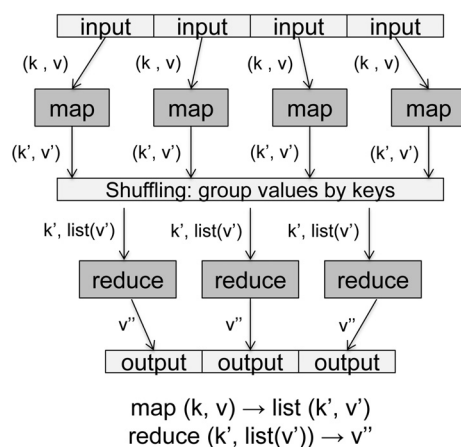 input input input input
(k , v) (k , v) (k , v) (k , v)
map map map map
(k’, v’) (k’, v’) (k’, v’) (k’, v’)
Shuffling: group values by keys
k’, list(v’) k’, list(v’) k’, list(v’)
reduce reduce reduce
v’’ v’’ v’’
output output output
map (k, v) → list (k’, v’)
reduce (k’, list(v’)) → v’’